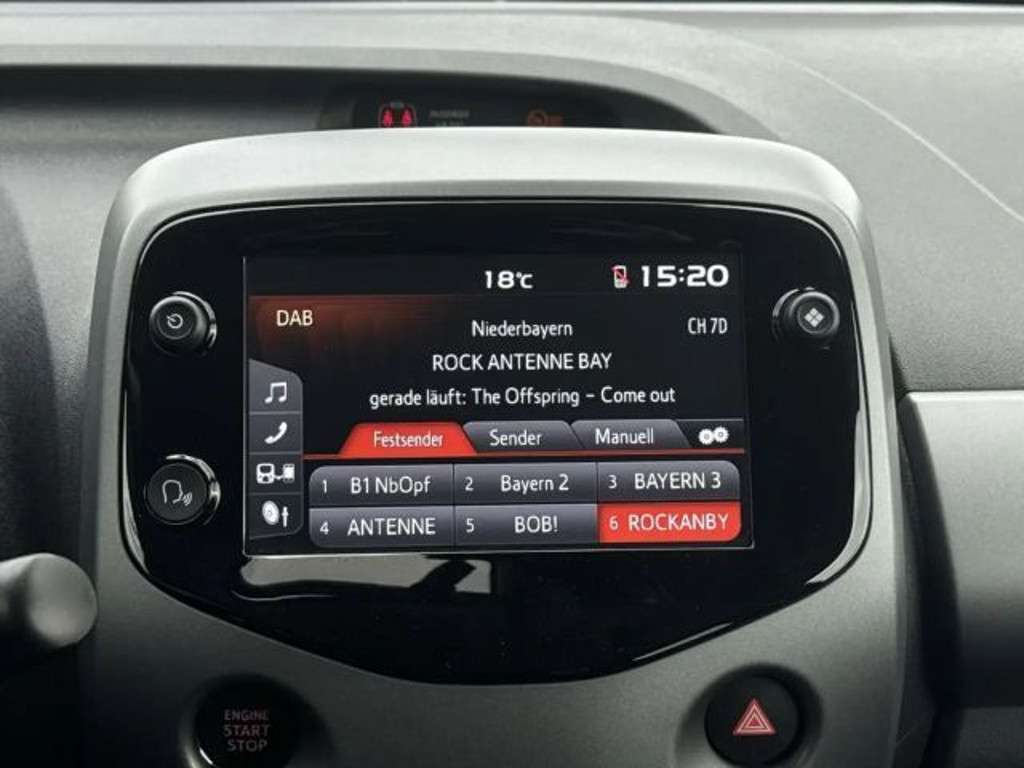 18°C 15:20
DAB
Niederbayern CH 7D
ROCK ANTENNE BAY
gerade läuft: The Offspring - Come out
Festsender Sender Manuell
1 B1 NbOpf 2 Bayern 2 3 BAYERN 3
4 ANTENNE 5 BOB! 6 ROCKANBY
ENGINE
START
STOP